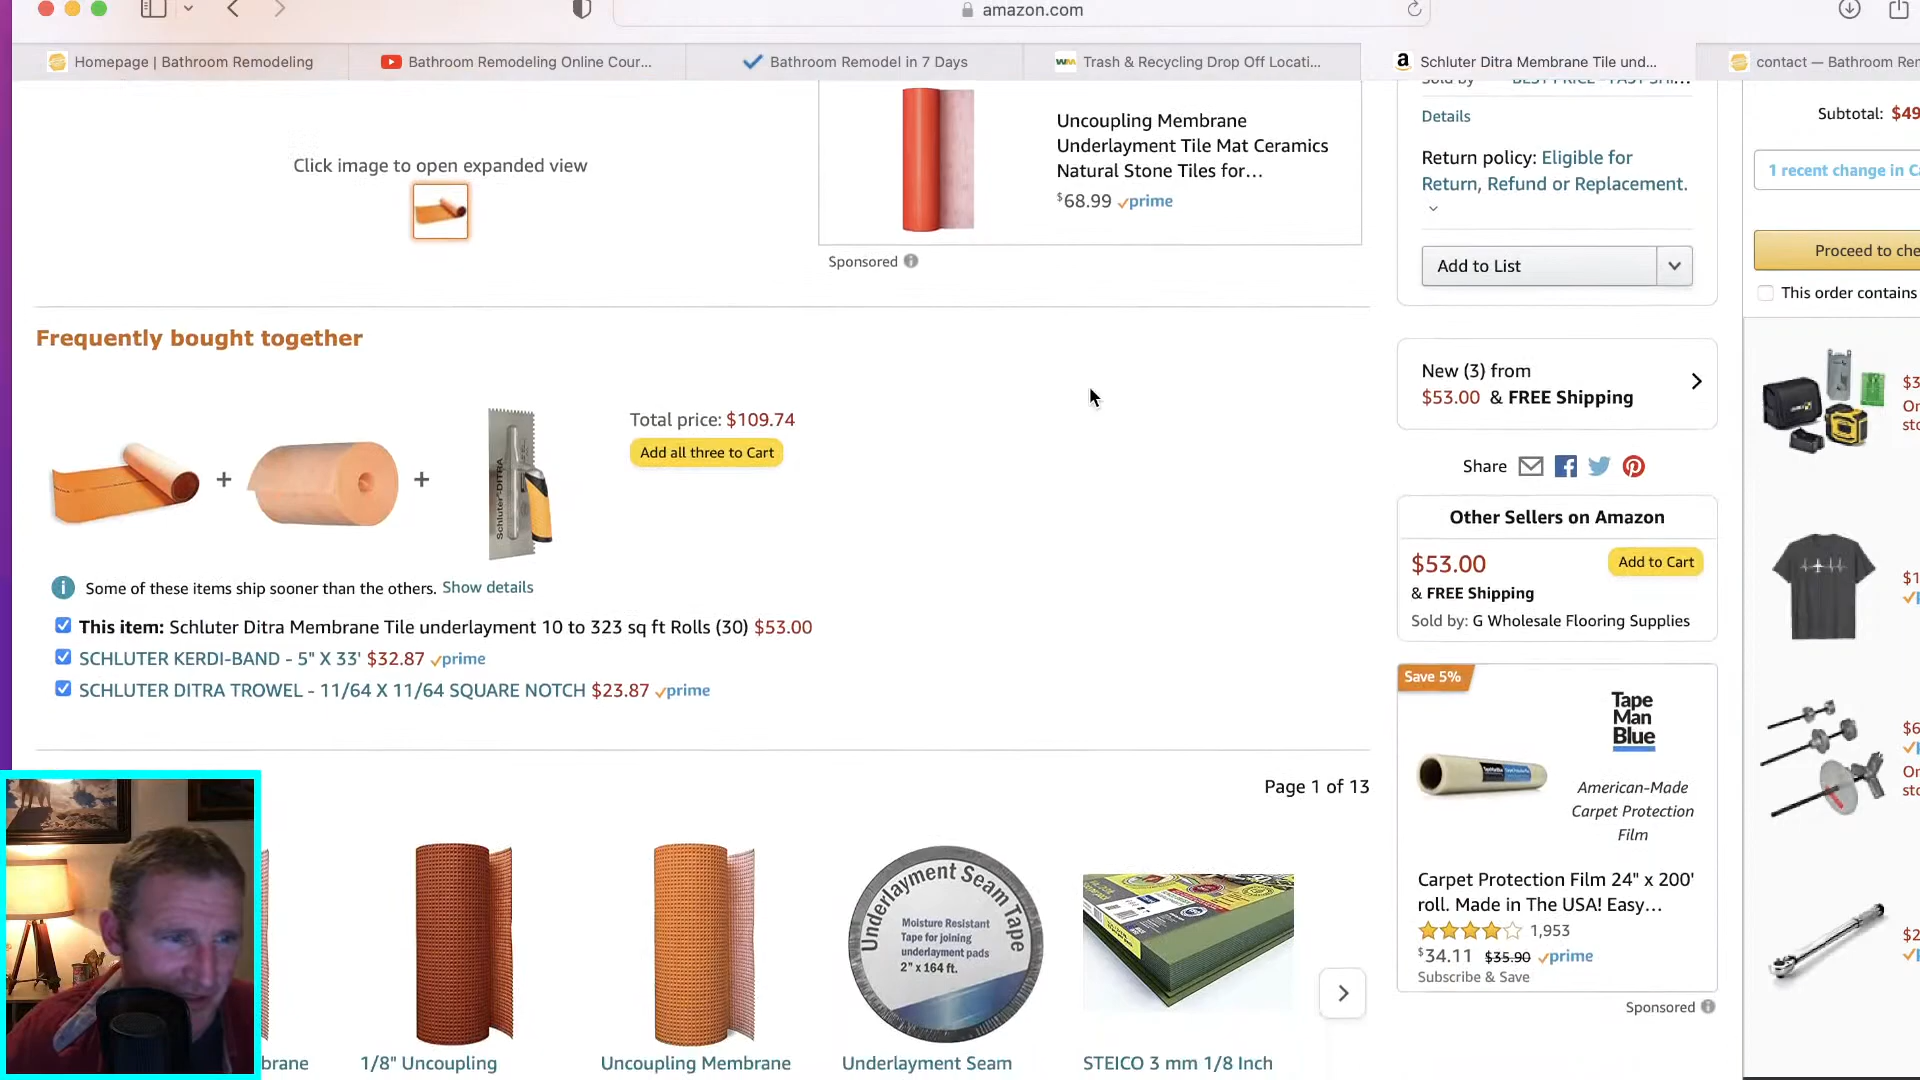 amazon.com
Homepage | Bathroom Remodeling
Bathroom Remodeling Online Cour...
Bathroom Remodel in 7 Days
Trash & Recycling Drop Off Locati...
Schluter Ditra Membrane Tile und...
contact — Bathroom Re
Click image to open expanded view
Uncoupling Membrane
Underlayment Tile Mat Ceramics
Natural Stone Tiles for...
$68.99 prime
Sponsored
Sold by BEST PRICE - FAST SHI...
Details
Return policy: Eligible for
Return, Refund or Replacement.
Add to List
Subtotal: $49
1 recent change in Ca
Proceed to che
This order contains
Frequently bought together
Total price: $109.74
Add all three to Cart
Schluter-DITRA
Some of these items ship sooner than the others. Show details
This item: Schluter Ditra Membrane Tile underlayment 10 to 323 sq ft Rolls (30) $53.00
SCHLUTER KERDI-BAND - 5" X 33' $32.87 prime
SCHLUTER DITRA TROWEL - 11/64 X 11/64 SQUARE NOTCH $23.87 prime
New (3) from
$53.00 & FREE Shipping
Share
Other Sellers on Amazon
$53.00
Add to Cart
& FREE Shipping
Sold by: G Wholesale Flooring Supplies
Save 5%
Tape
Man
Blue
American-Made
Carpet Protection
Film
Carpet Protection Film 24" x 200'
roll. Made in The USA! Easy...
1,953
$34.11 $35.90 prime
Subscribe & Save
Sponsored
Page 1 of 13
Underlayment Seam Tape
Moisture Resistant
Tape for joining
underlayment pads
2" x 164 ft.
brane
1/8" Uncoupling
Uncoupling Membrane
Underlayment Seam
STEICO 3 mm 1/8 Inch
$3
On
sto
$1
$6
On
sto
$2